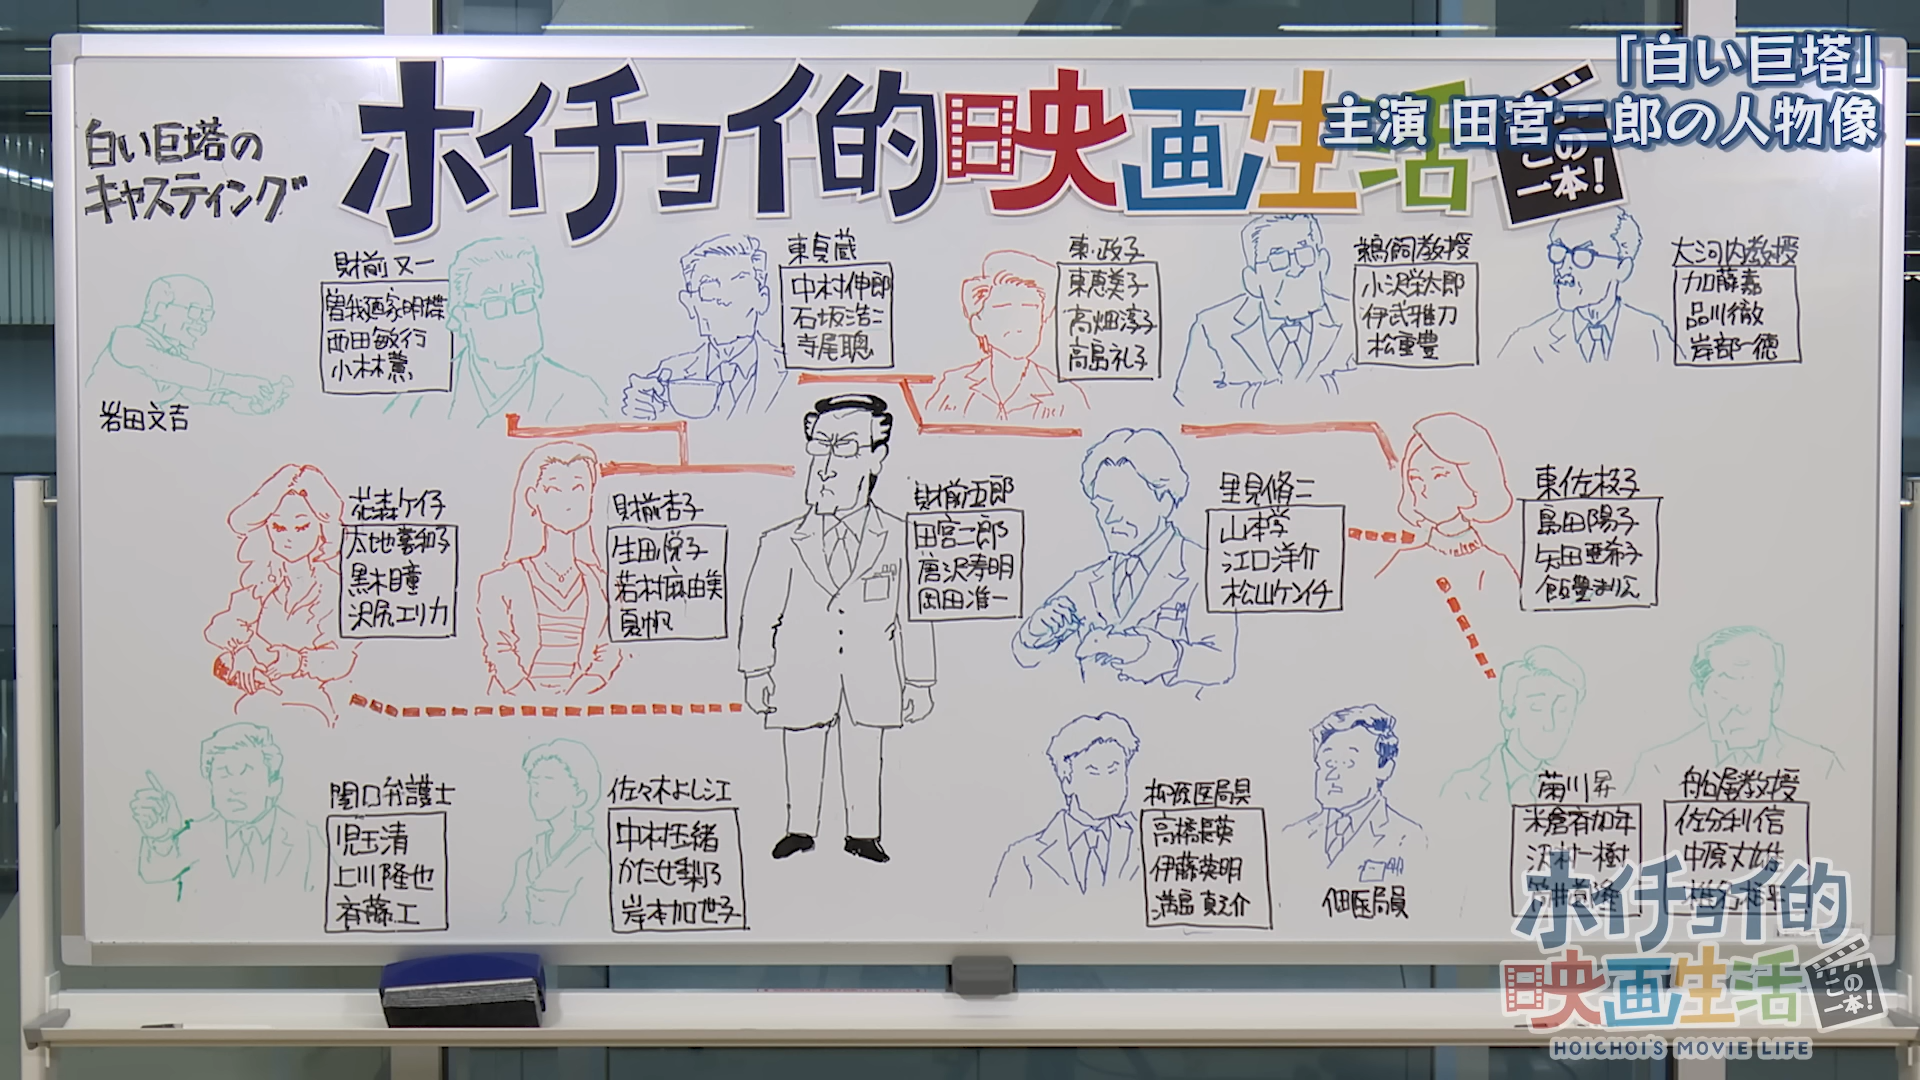 「白い巨塔」
主演 田宮二郎の人物像
ホイチョイ的映画生活
この一本!
白い巨塔の
キャスティング
岩田文吉
財前又一
曽我廼家明蝶
西田敏行
小林薫
東貞蔵
中村伸郎
石坂浩二
寺尾聰
東政子
東恵美子
高畑淳子
高島礼子
鵜飼教授
小沢栄太郎
伊武雅刀
松重豊
大河内教授
加藤嘉
品川徹
岸部一徳
花森ケイ子
太地喜和子
黒木瞳
沢尻エリカ
財前杏子
生田悦子
若村麻由美
夏帆
財前五郎
田宮二郎
唐沢寿明
岡田准一
里見脩二
山本学
江口洋介
松山ケンイチ
東佐枝子
島田陽子
矢田亜希子
飯豊まりえ
関口弁護士
児玉清
上川隆也
斉藤工
佐々木よし江
中村玉緒
かたせ梨乃
岸本加世子
柳原医局員
高橋長英
伊藤英明
満島真之介
佃医局員
菊川昇
米倉斉加年
沢村一樹
筒井道隆
船尾教授
佐分利信
中原丈雄
椎名桔平
ホイチョイ的
映画生活
この一本!
HOICHOI'S MOVIE LIFE